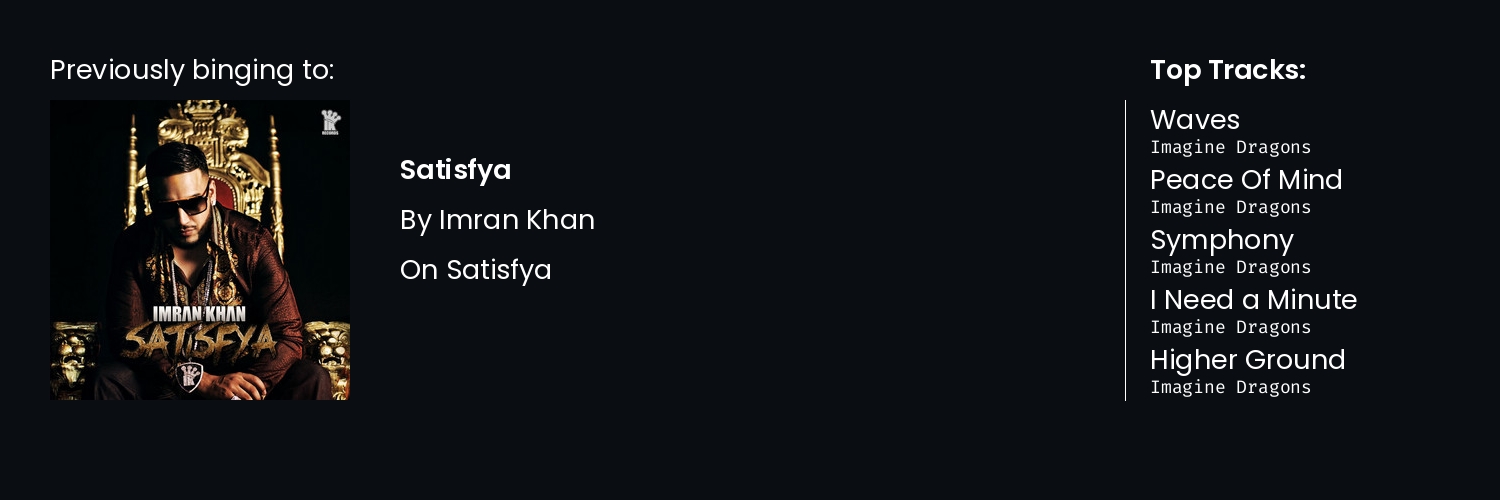 Previously binging to:
IMRAN KHAN
SATISFYA
Satisfya
By Imran Khan
On Satisfya
Top Tracks:
Waves
Imagine Dragons
Peace Of Mind
Imagine Dragons
Symphony
Imagine Dragons
I Need a Minute
Imagine Dragons
Higher Ground
Imagine Dragons